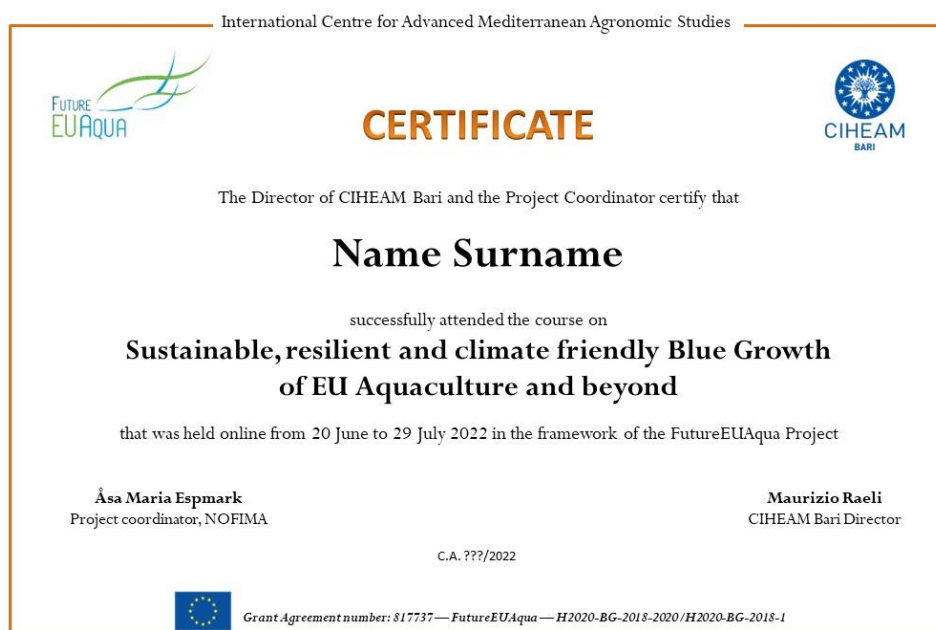 International Centre for Advanced Mediterranean Agronomic Studies
FUTURE
EUAQUA
CERTIFICATE
CIHEAM
BARI
The Director of CIHEAM Bari and the Project Coordinator certify that
Name Surname
successfully attended the course on
Sustainable, resilient and climate friendly Blue Growth
of EU Aquaculture and beyond
that was held online from 20 June to 29 July 2022 in the framework of the FutureEUAqua Project
Åsa Maria Espmark
Project coordinator, NOFIMA
Maurizio Raeli
CIHEAM Bari Director
C.A. ???/2022
Grant Agreement number: 817737 — FutureEUAqua — H2020-BG-2018-2020/H2020-BG-2018-1